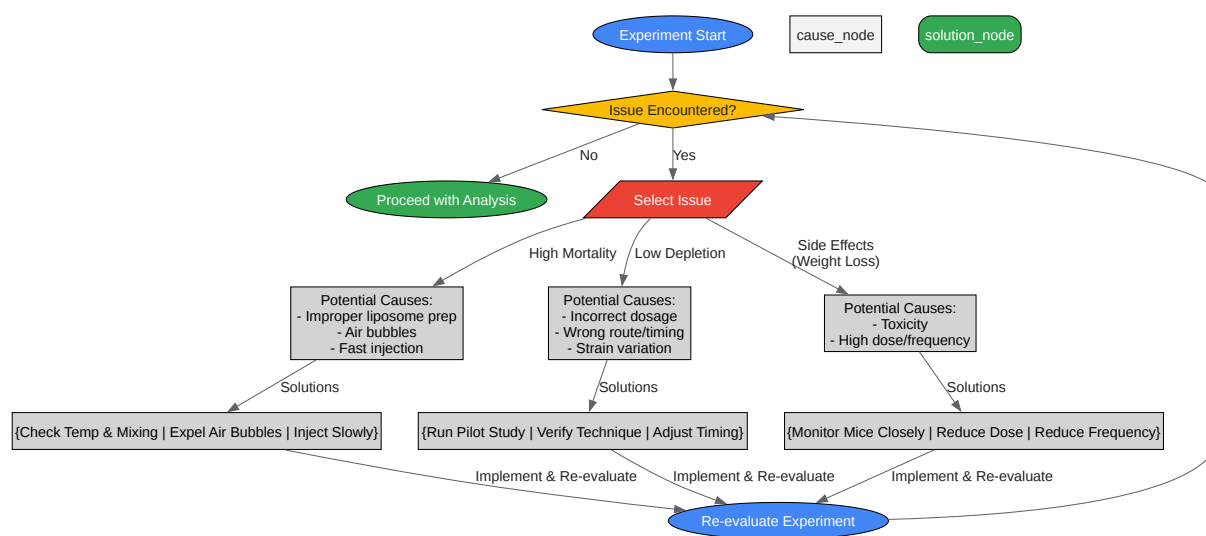 Experiment Start
cause_node
solution_node
Issue Encountered?
No
Yes
Proceed with Analysis
Select Issue
High Mortality
Low Depletion
Side Effects
(Weight Loss)
Potential Causes:
- Improper liposome prep
- Air bubbles
- Fast injection
Potential Causes:
- Incorrect dosage
- Wrong route/timing
- Strain variation
Potential Causes:
- Toxicity
- High dose/frequency
Solutions
Solutions
Solutions
{Check Temp & Mixing | Expel Air Bubbles | Inject Slowly}
{Run Pilot Study | Verify Technique | Adjust Timing}
{Monitor Mice Closely | Reduce Dose | Reduce Frequency}
Implement & Re-evaluate
Implement & Re-evaluate
Implement & Re-evaluate
Re-evaluate Experiment